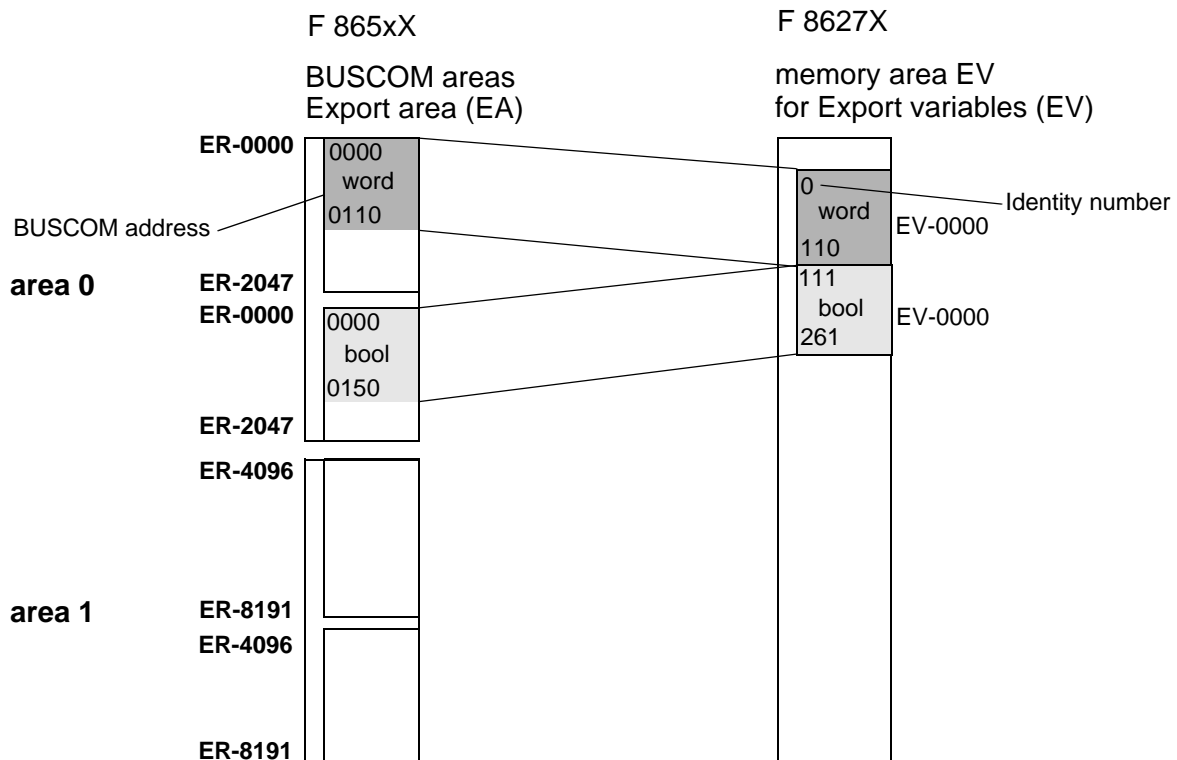 F 865xX
F 8627X
BUSCOM areas
Export area (EA)
memory area EV
for Export variables (EV)
ER-0000
0000
word
0110
BUSCOM address
0
word
110
Identity number
EV-0000
area 0
ER-2047
ER-0000
0000
bool
0150
111
bool
261
EV-0000
ER-2047
ER-4096
area 1
ER-8191
ER-4096
ER-8191